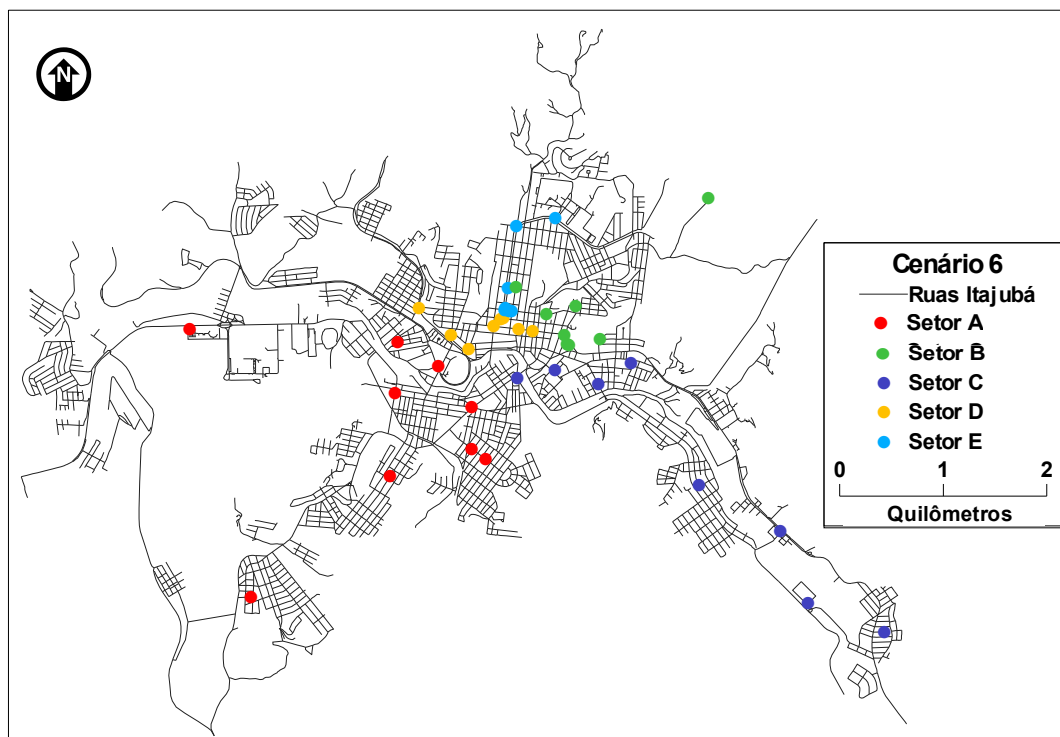 N
Cenário 6
Ruas Itajubá
Setor A
Setor B
Setor C
Setor D
Setor E
0 1 2
Quilômetros